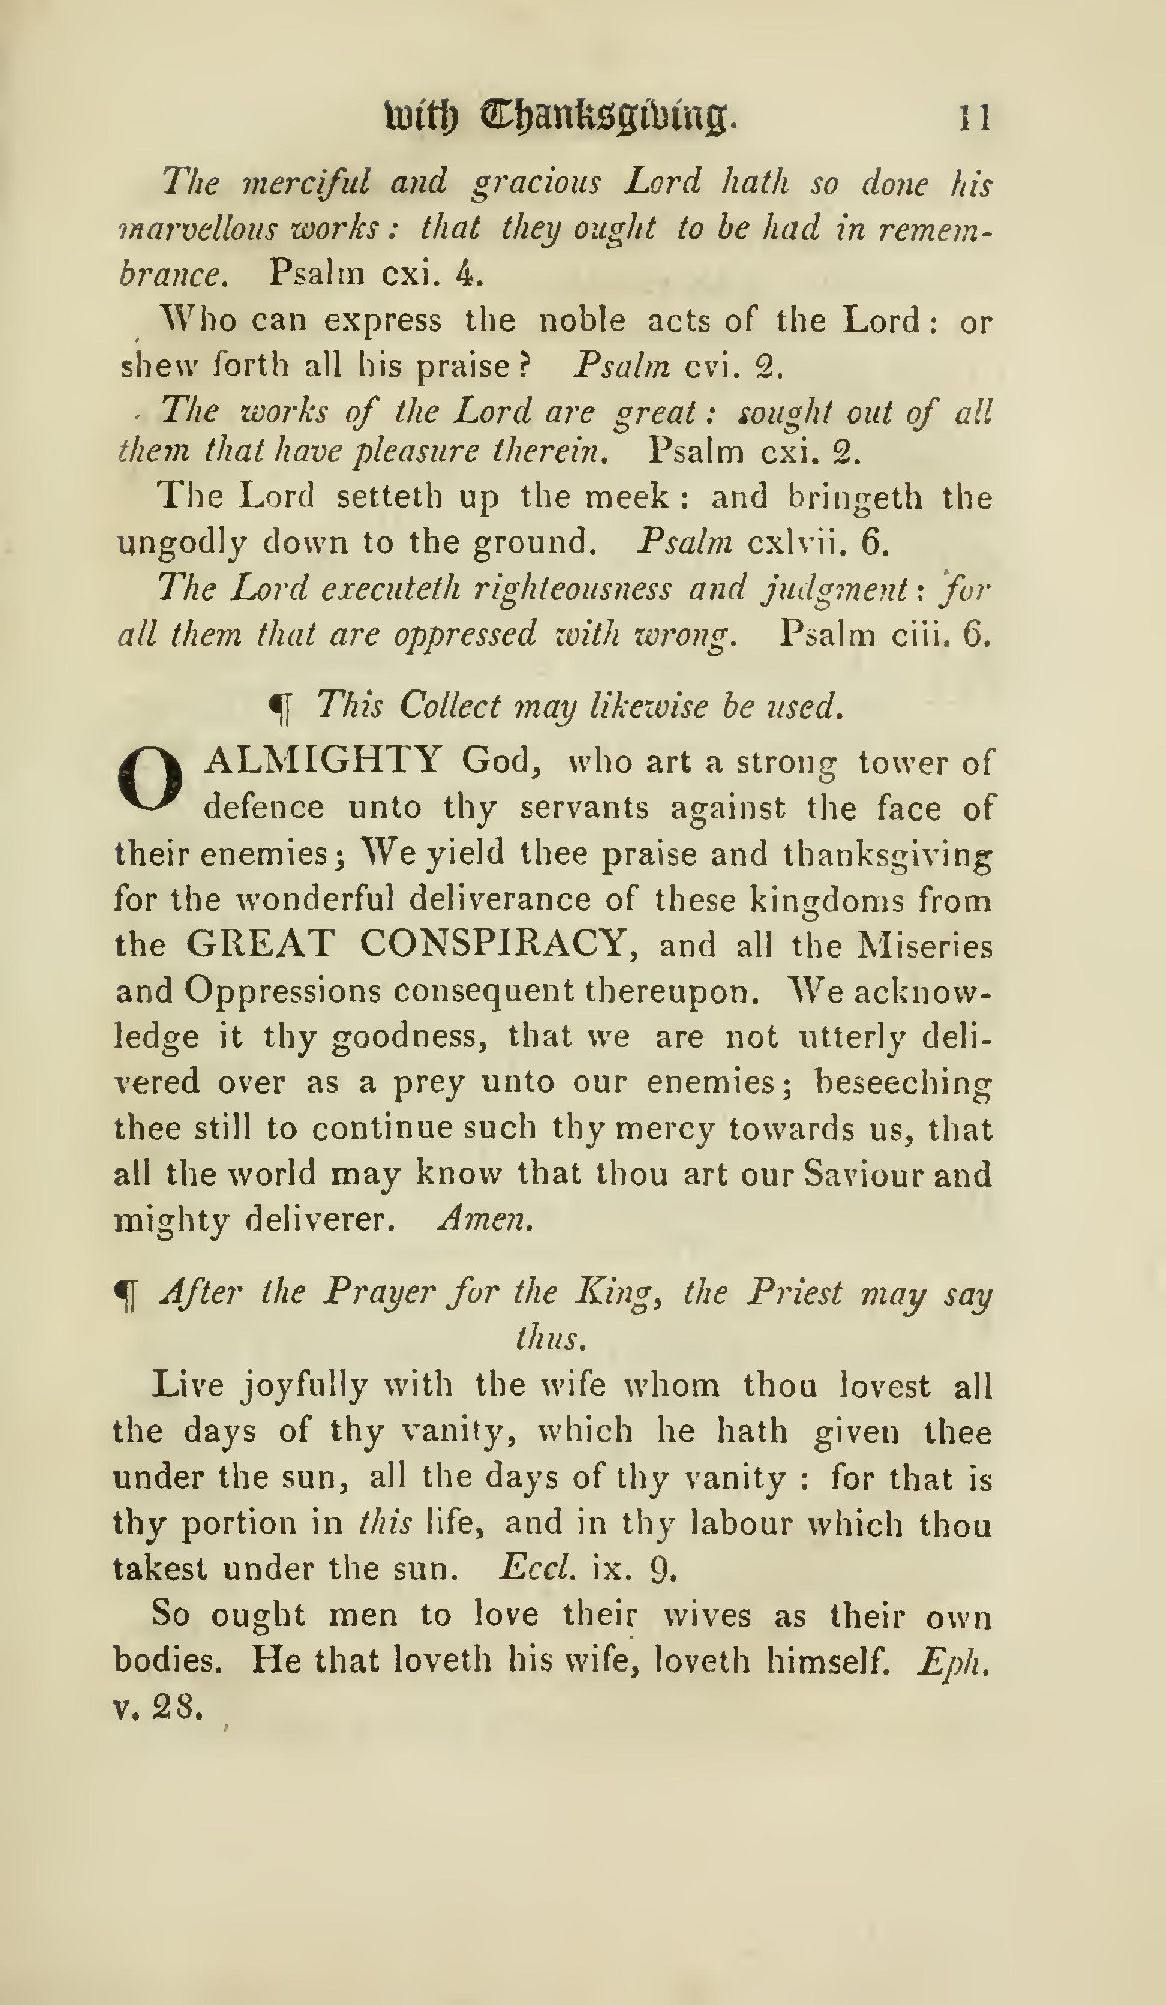 with Thanksgiving. 11
The merciful and gracious Lord hath so done his
marvellous works : that they ought to be had in remem-
brance. Psalm cxi. 4.
Who can express the noble acts of the Lord : or
shew forth all his praise ? Psalm cvi. 2.
The works of the Lord are great : sought out of all
them that have pleasure therein. Psalm cxi. 2.
The Lord setteth up the meek : and bringeth the
ungodly down to the ground. Psalm cxlvii. 6.
The Lord executeth righteousness and judgment : for
all them that are oppressed with wrong. Psalm ciii. 6.
¶ This Collect may likewise be used.
O ALMIGHTY God, who art a strong tower of
defence unto thy servants against the face of
their enemies; We yield thee praise and thanksgiving
for the wonderful deliverance of these kingdoms from
the GREAT CONSPIRACY, and all the Miseries
and Oppressions consequent thereupon. We acknow-
ledge it thy goodness, that we are not utterly deli-
vered over as a prey unto our enemies; beseeching
thee still to continue such thy mercy towards us, that
all the world may know that thou art our Saviour and
mighty deliverer. Amen.
¶ After the Prayer for the King, the Priest may say
thus.
Live joyfully with the wife whom thou lovest all
the days of thy vanity, which he hath given thee
under the sun, all the days of thy vanity : for that is
thy portion in this life, and in thy labour which thou
takest under the sun. Eccl. ix. 9.
So ought men to love their wives as their own
bodies. He that loveth his wife, loveth himself. Eph.
v. 28.